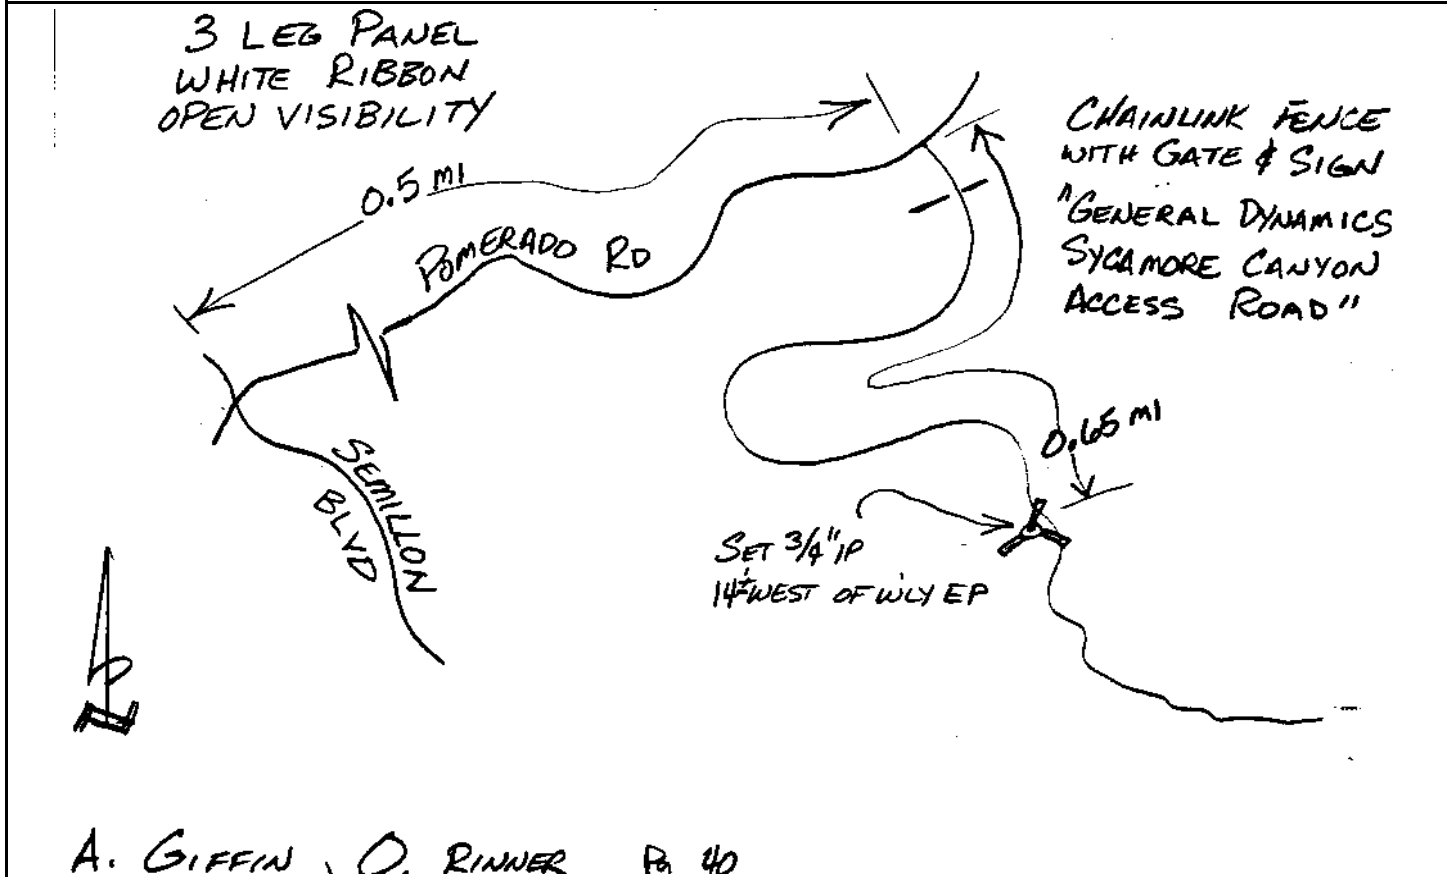 3 LEG PANEL
WHITE RIBBON
OPEN VISIBILITY
0.5 MI
POMERADO RD
CHAINLINK FENCE
WITH GATE & SIGN
"GENERAL DYNAMICS
SYCAMORE CANYON
ACCESS ROAD"
0.65 MI
SEMILLON
BLVD
SET 3/4" IP
14'± WEST OF W'LY EP
A. GIFFIN, O. RINNER Pg 40